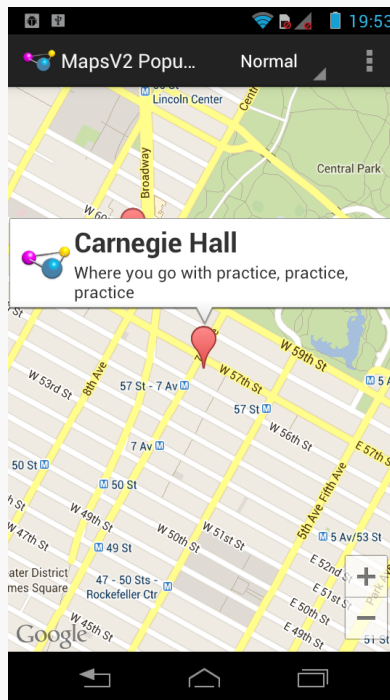 19:53
MapsV2 Popu...
Normal
Lincoln Center
Central Park
Broadway
Carnegie Hall
Where you go with practice, practice,
practice
W 59th St
W 57th St
8th Ave
W 53rd St
57 St - 7 Av M
57 St M
W 56th St
E 57th St
7 Av M
50 St M
M 50 St
5th Ave Fifth Ave
W 49th St
W 51st St
W 50th St
W 47th St
M 49 St
M 5 Av/53 St
E 52nd St
47 - 50 Sts -
Rockefeller Ctr M
E 51st St
E 50th St
E 49th St
W 45th St
51 St
ater District
mes Square
+
−
Google